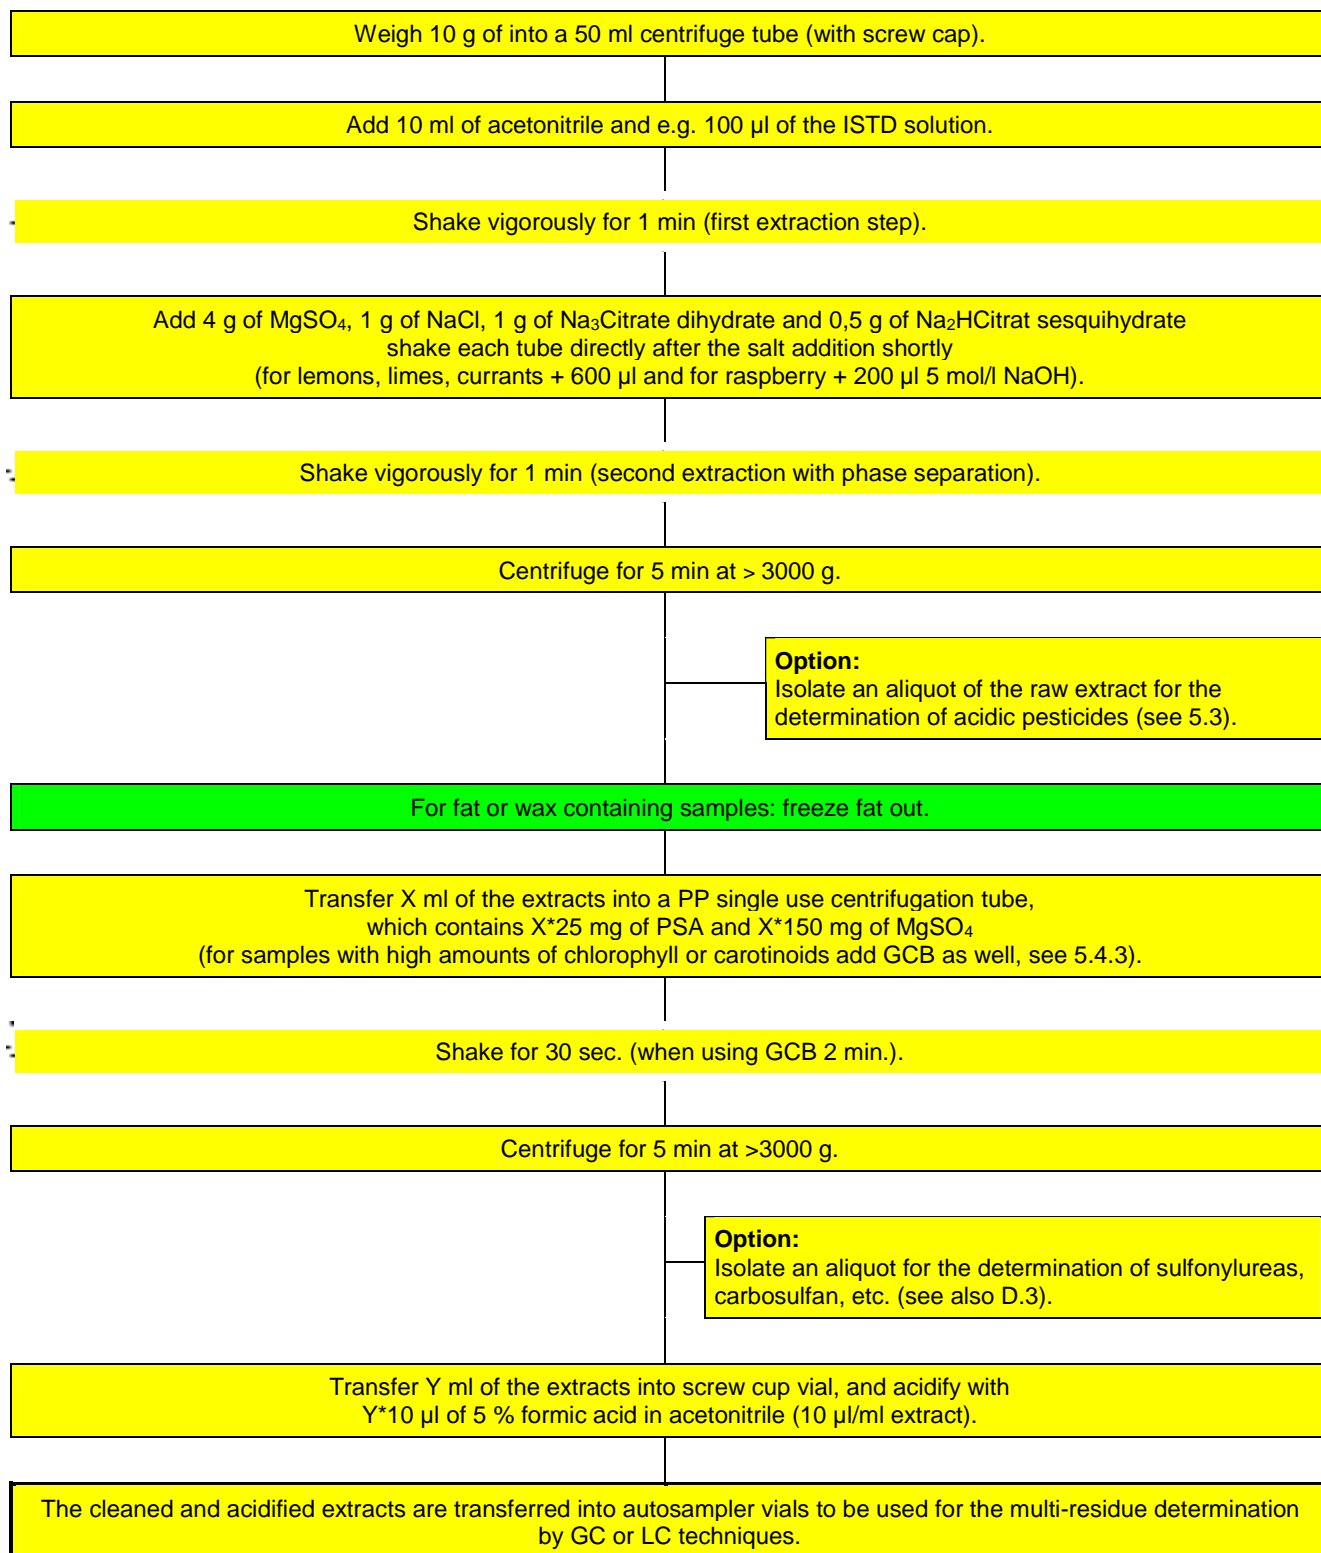 Weigh 10 g of into a 50 ml centrifuge tube (with screw cap).
Add 10 ml of acetonitrile and e.g. 100 µl of the ISTD solution.
Shake vigorously for 1 min (first extraction step).
Add 4 g of MgSO₄, 1 g of NaCl, 1 g of Na₃Citrate dihydrate and 0,5 g of Na₂HCitrat sesquihydrate
shake each tube directly after the salt addition shortly
(for lemons, limes, currants + 600 µl and for raspberry + 200 µl 5 mol/l NaOH).
Shake vigorously for 1 min (second extraction with phase separation).
Centrifuge for 5 min at > 3000 g.
Option:
Isolate an aliquot of the raw extract for the
determination of acidic pesticides (see 5.3).
For fat or wax containing samples: freeze fat out.
Transfer X ml of the extracts into a PP single use centrifugation tube,
which contains X*25 mg of PSA and X*150 mg of MgSO₄
(for samples with high amounts of chlorophyll or carotinoids add GCB as well, see 5.4.3).
Shake for 30 sec. (when using GCB 2 min.).
Centrifuge for 5 min at >3000 g.
Option:
Isolate an aliquot for the determination of sulfonylureas,
carbosulfan, etc. (see also D.3).
Transfer Y ml of the extracts into screw cup vial, and acidify with
Y*10 µl of 5 % formic acid in acetonitrile (10 µl/ml extract).
The cleaned and acidified extracts are transferred into autosampler vials to be used for the multi-residue determination
by GC or LC techniques.